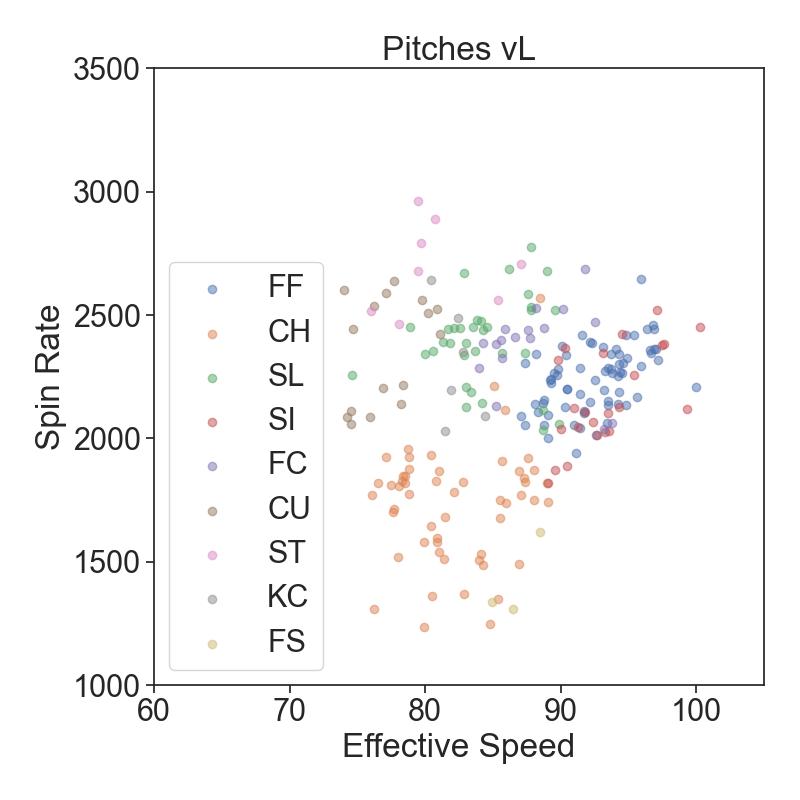 Pitches vL
3500
3000
2500
2000
1500
1000
Spin Rate
FF
CH
SL
SI
FC
CU
ST
KC
FS
60 70 80 90 100
Effective Speed